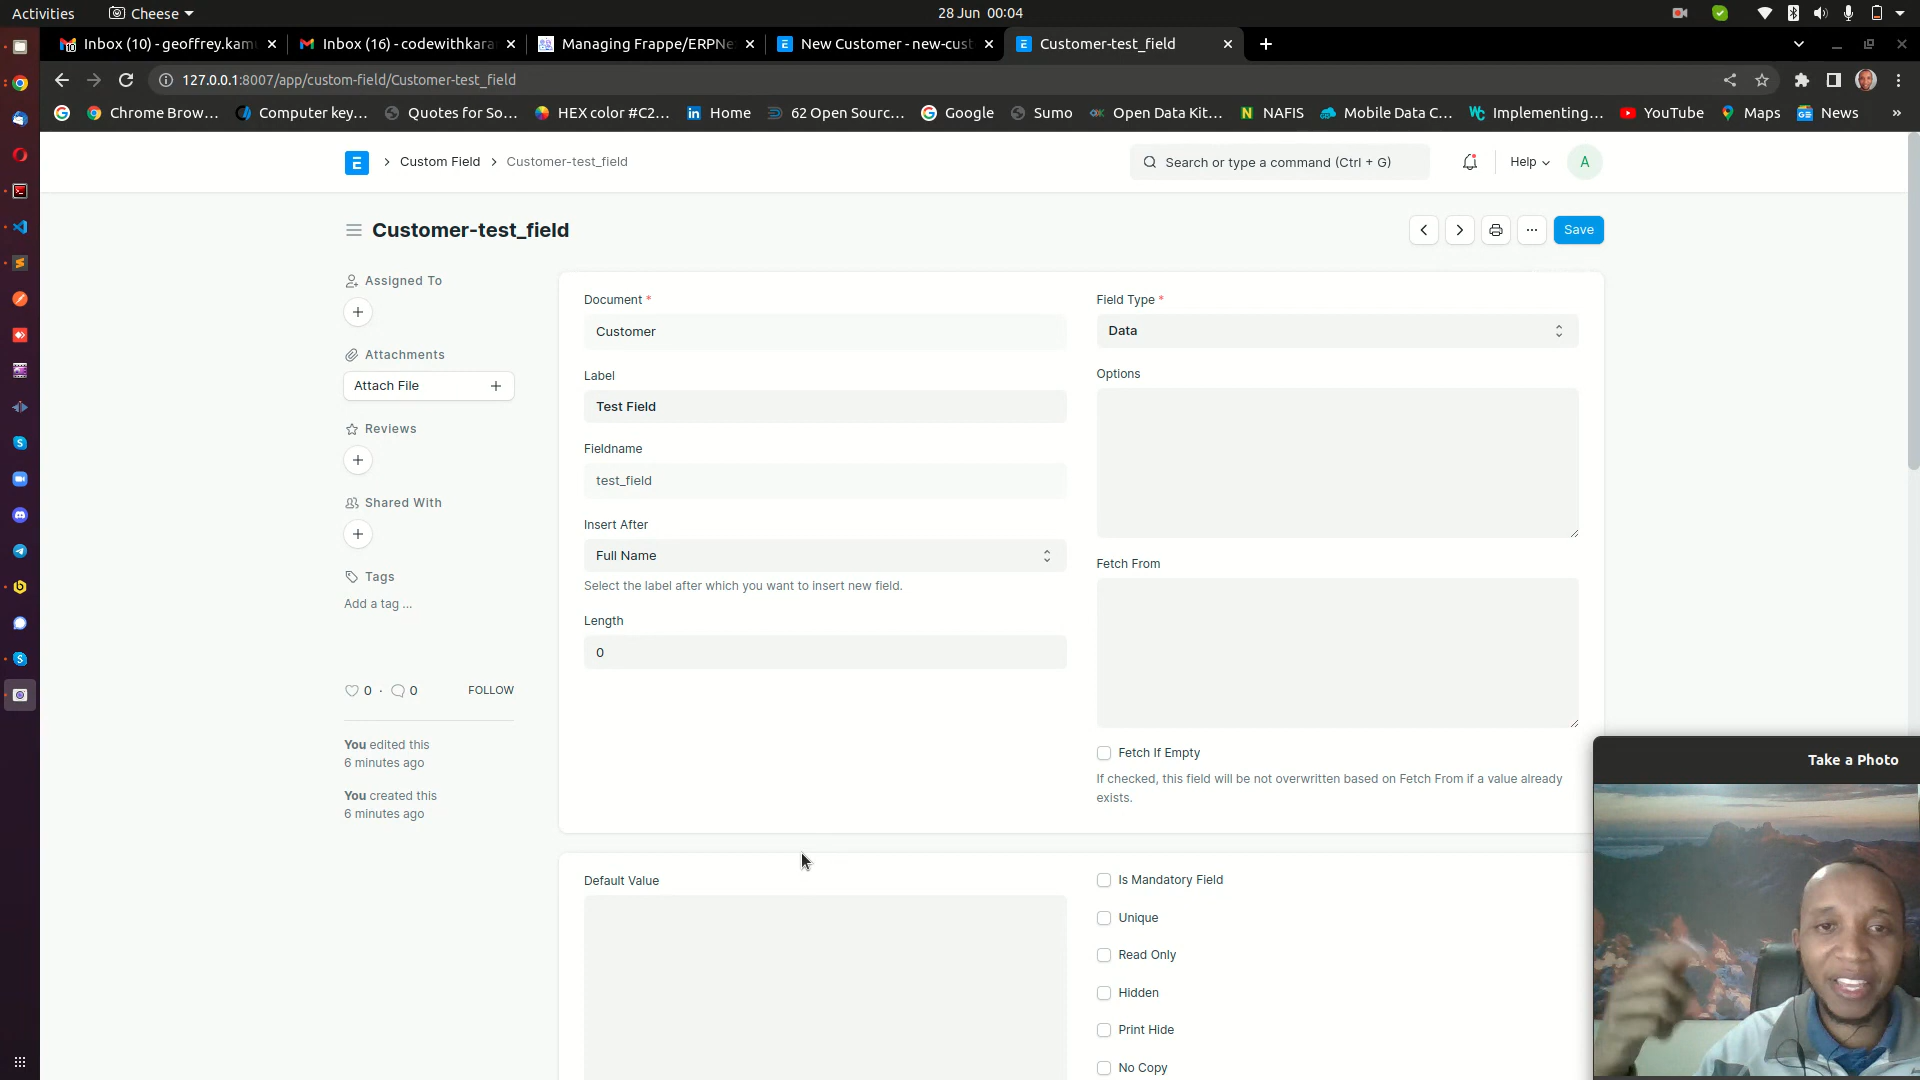 Activities
Cheese
28 Jun 00:04
Inbox (10) - geoffrey.kamu
Inbox (16) - codewithkaran
Managing Frappe/ERPNe
New Customer - new-cust
Customer-test_field
127.0.0.1:8007/app/custom-field/Customer-test_field
Chrome Brow...
Computer key...
Quotes for So...
HEX color #C2...
Home
62 Open Sourc...
Google
Sumo
Open Data Kit...
NAFIS
Mobile Data C...
Implementing...
YouTube
Maps
News
»
E
Custom Field
Customer-test_field
Search or type a command (Ctrl + G)
Help
A
Customer-test_field
Save
Assigned To
Attachments
Attach File
Reviews
Shared With
Tags
Add a tag ...
0 · 0
FOLLOW
You edited this
6 minutes ago
You created this
6 minutes ago
Document *
Customer
Label
Test Field
Fieldname
test_field
Insert After
Full Name
Select the label after which you want to insert new field.
Length
0
Field Type *
Data
Options
Fetch From
Fetch If Empty
If checked, this field will be not overwritten based on Fetch From if a value already
exists.
Default Value
Is Mandatory Field
Unique
Read Only
Hidden
Print Hide
No Copy
Take a Photo